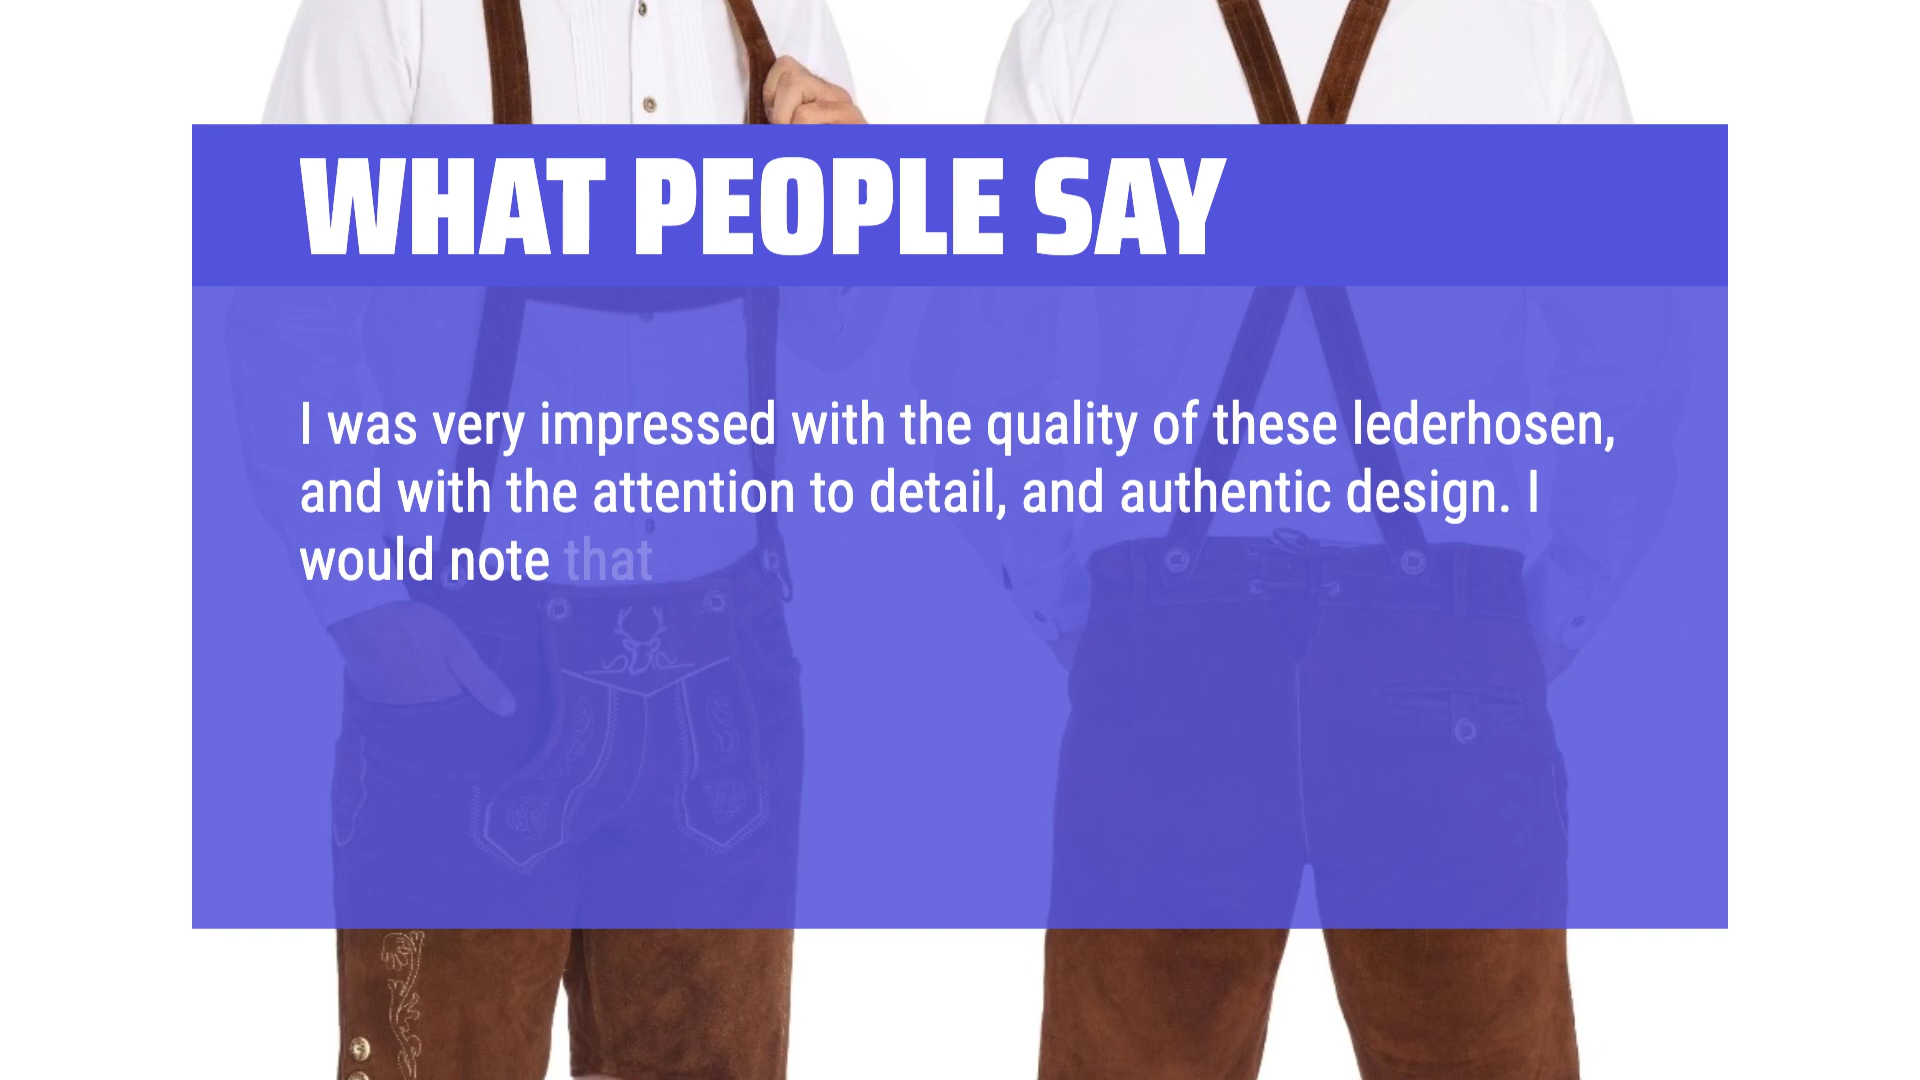 WHAT PEOPLE SAY
I was very impressed with the quality of these lederhosen,
and with the attention to detail, and authentic design. I
would note that